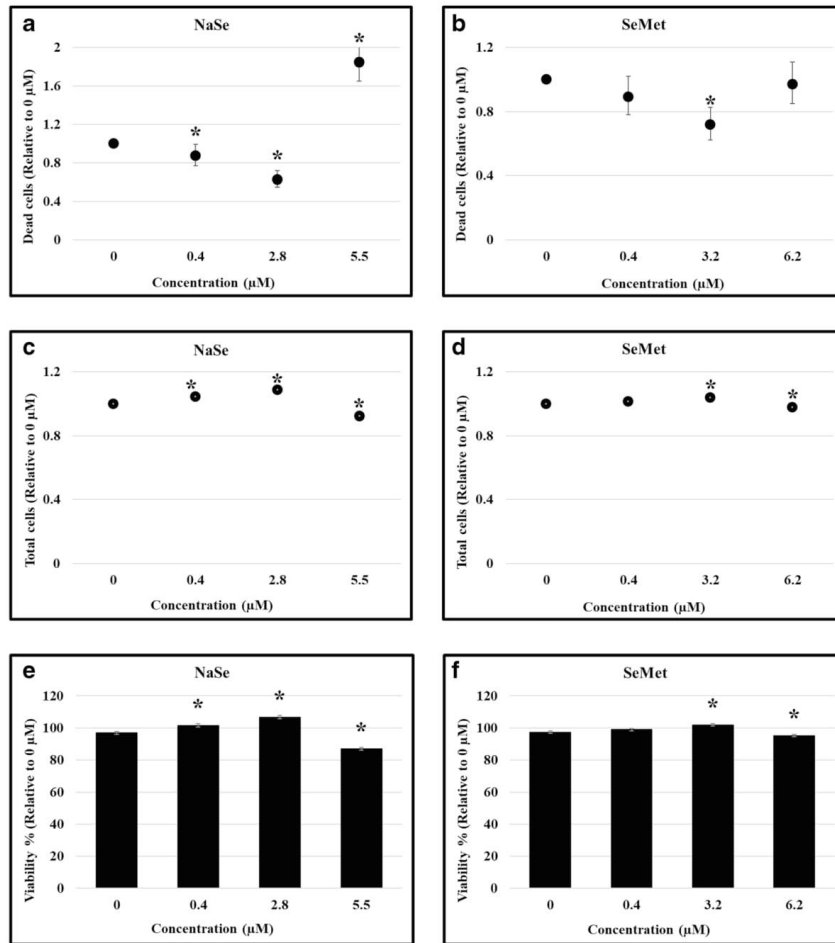 a
NaSe
Dead cells (Relative to 0 µM)
2
1.6
1.2
0.8
0.4
0
*
*
*
0 0.4 2.8 5.5
Concentration (µM)
b
SeMet
Dead cells (Relative to 0 µM)
1.2
0.8
0.4
0
*
0 0.4 3.2 6.2
Concentration (µM)
c
NaSe
Total cells (Relative to 0 µM)
1.2
0.8
0.4
0
*
*
*
0 0.4 2.8 5.5
Concentration (µM)
d
SeMet
Total cells (Relative to 0 µM)
1.2
0.8
0.4
0
*
*
0 0.4 3.2 6.2
Concentration (µM)
e
NaSe
Viability % (Relative to 0 µM)
120
100
80
60
40
20
0
*
*
*
0 0.4 2.8 5.5
Concentration (µM)
f
SeMet
Viability % (Relative to 0 µM)
120
100
80
60
40
20
0
*
*
0 0.4 3.2 6.2
Concentration (µM)